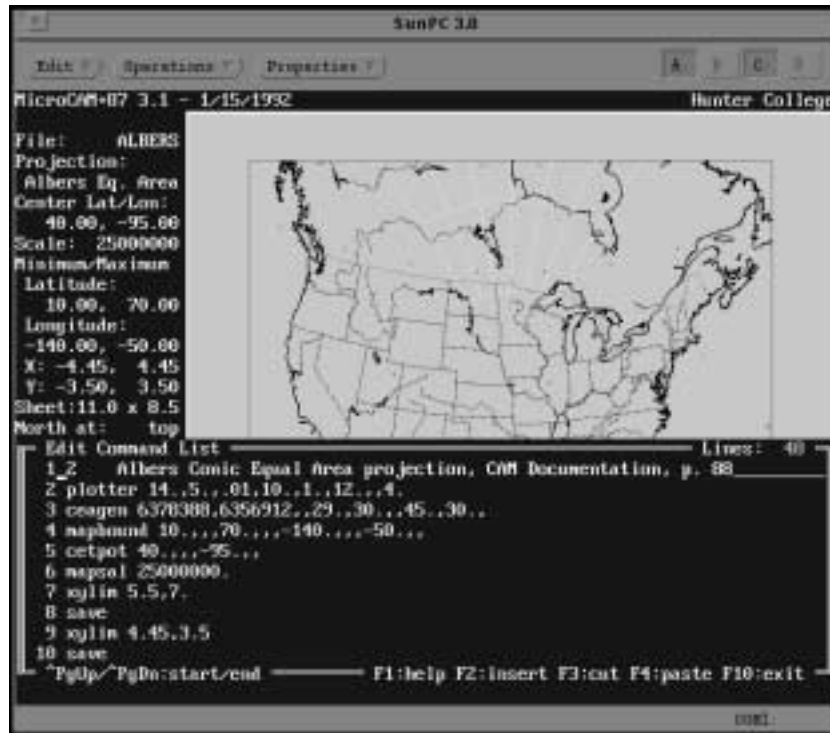 SunPC 3.0
Edit Operations Properties A C
MicroCAM-87 3.1 - 1/15/1992 Hunter College
File: ALBERS
Projection:
Albers Eq. Area
Center Lat/Lon:
40.00, -95.00
Scale: 25000000
Minimum/Maximum
Latitude:
10.00, 70.00
Longitude:
-140.00, -50.00
X: -4.45, 4.45
Y: -3.50, 3.50
Sheet:11.0 x 8.5
North at: top
Edit Command List Lines: 40
1 2 Albers Conic Equal Area projection, CAM Documentation, p. 88
2 plotter 14.,5.,.01,10.,1.,12.,,4.
3 ceagen 6378388,6356912,,29.,30.,,45.,30.,
4 mapbound 10.,,,70.,,,-140.,,,-50.,,
5 cetpot 40.,,,-95.,,
6 mapscl 25000000.
7 xylim 5.5,7.
8 save
9 xylim 4.45,3.5
10 save
^PgUp/^PgDn:start/end F1:help F2:insert F3:cut F4:paste F10:exit
COM1: